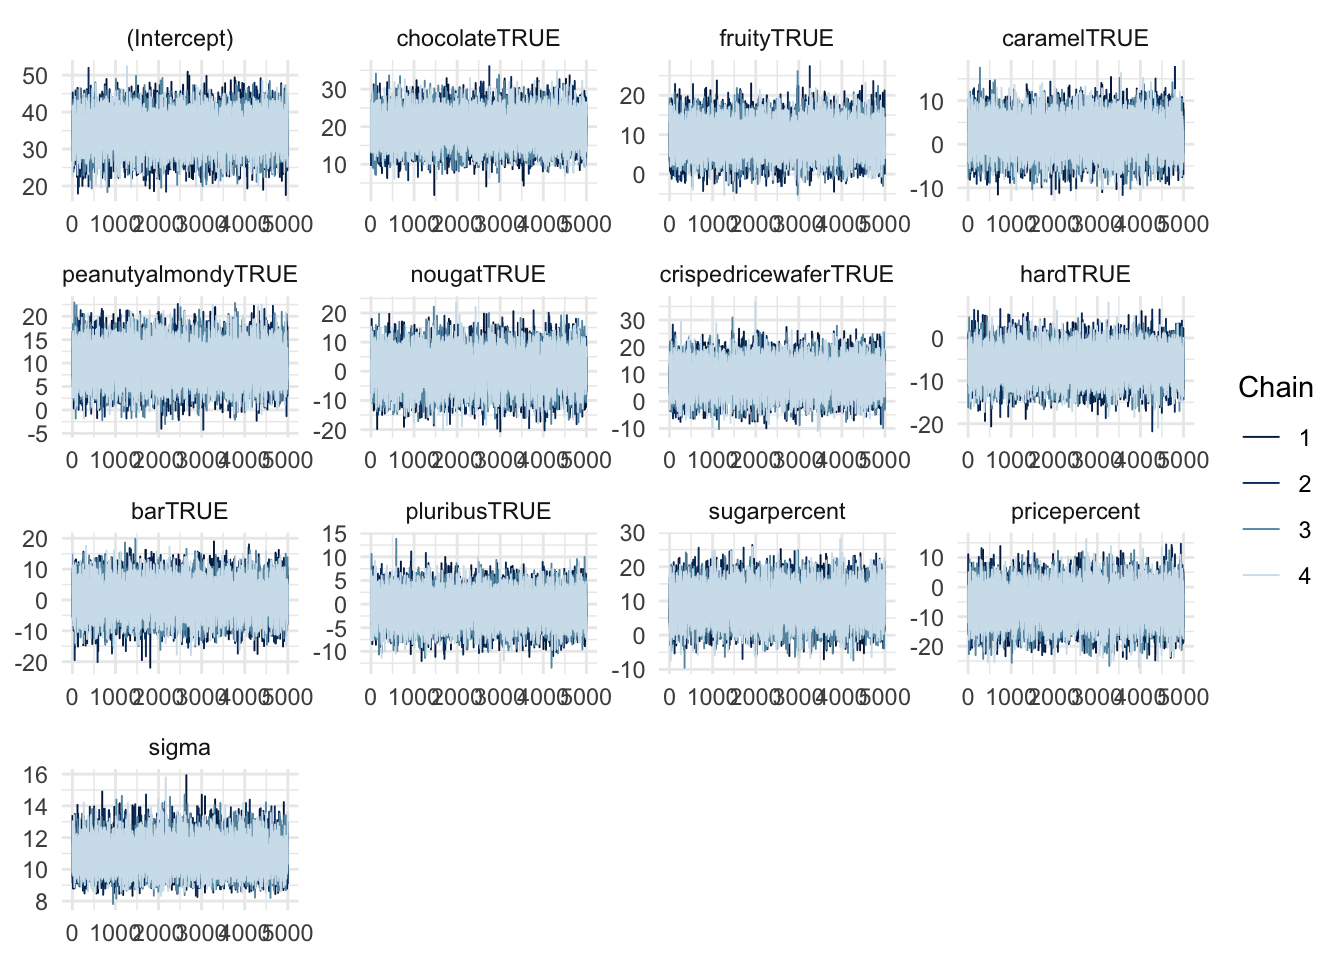 (Intercept) chocolateTRUE fruityTRUE caramelTRUE
50 40 30 20
30 20 10
20 10 0
10 0 -10
0 1000 2000 3000 4000 5000 0 1000 2000 3000 4000 5000 0 1000 2000 3000 4000 5000 0 1000 2000 3000 4000 5000
peanutyalmondyTRUE nougatTRUE crispedricewaferTRUE hardTRUE
20 15 10 5 0 -5
20 10 0 -10 -20
30 20 10 0 -10
0 -10 -20
0 1000 2000 3000 4000 5000 0 1000 2000 3000 4000 5000 0 1000 2000 3000 4000 5000 0 1000 2000 3000 4000 5000
Chain
1
2
3
4
barTRUE pluribusTRUE sugarpercent pricepercent
20 10 0 -10 -20
15 10 5 0 -5 -10
30 20 10 0 -10
10 0 -10 -20
0 1000 2000 3000 4000 5000 0 1000 2000 3000 4000 5000 0 1000 2000 3000 4000 5000 0 1000 2000 3000 4000 5000
sigma
16 14 12 10 8
0 1000 2000 3000 4000 5000